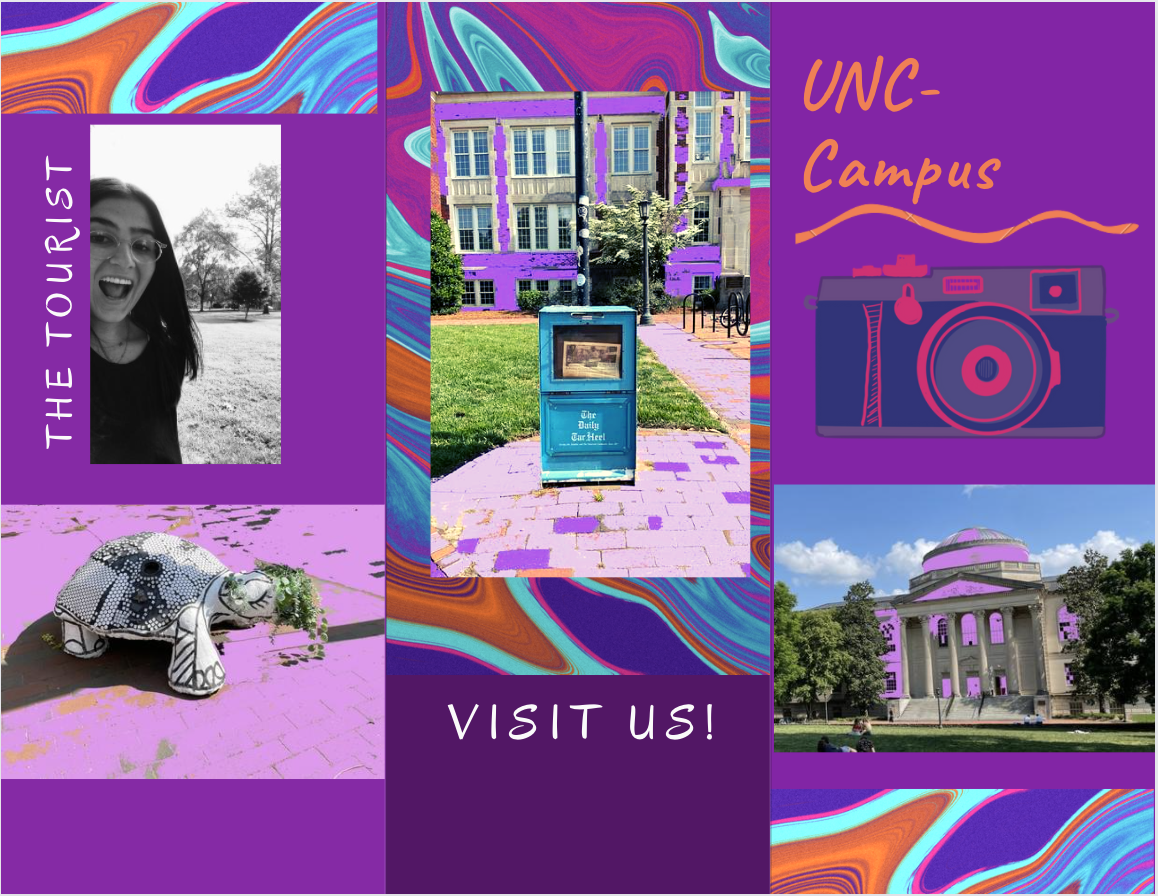 THE TOURIST
The
Daily
Tar Heel
VISIT US!
UNC-
Campus